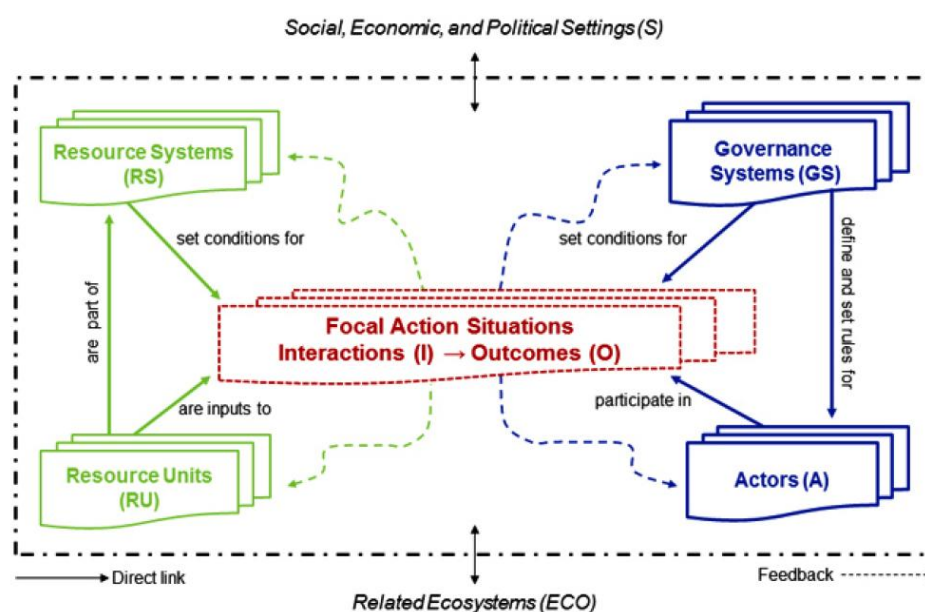 Social, Economic, and Political Settings (S)
Resource Systems
(RS)
Governance
Systems (GS)
set conditions for
set conditions for
are part of
define and set rules for
Focal Action Situations
Interactions (I) → Outcomes (O)
are inputs to
participate in
Resource Units
(RU)
Actors (A)
Direct link
Feedback
Related Ecosystems (ECO)